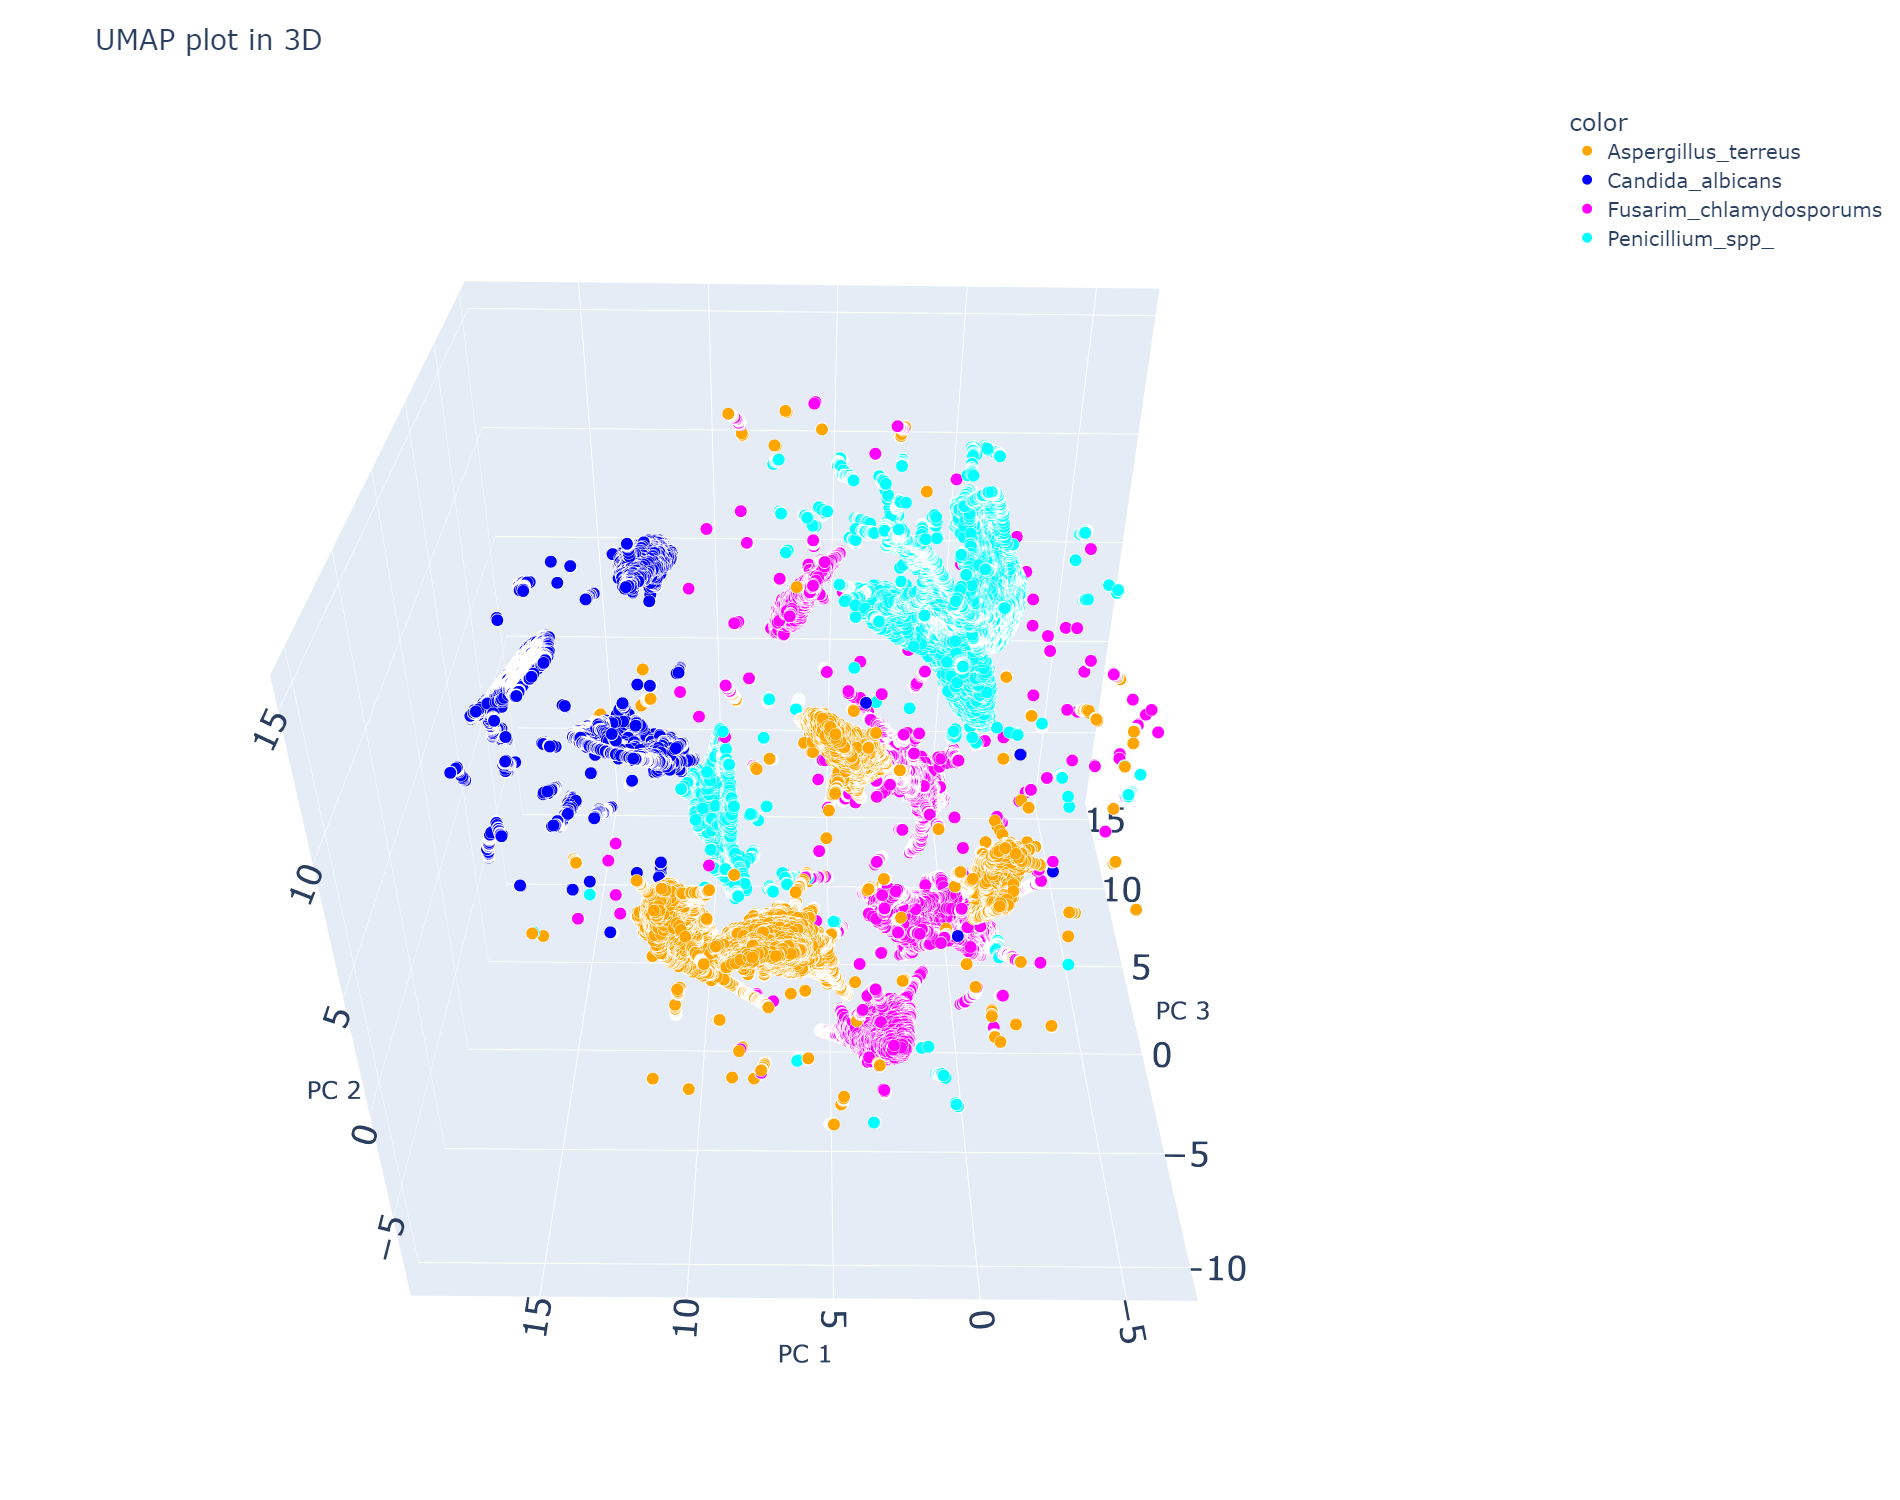 UMAP plot in 3D
color
Aspergillus_terreus
Candida_albicans
Fusarim_chlamydosporums
Penicillium_spp_
15
10
5
0
−5
PC 2
15
10
5
0
−5
-10
PC 3
15
10
5
0
−5
PC 1